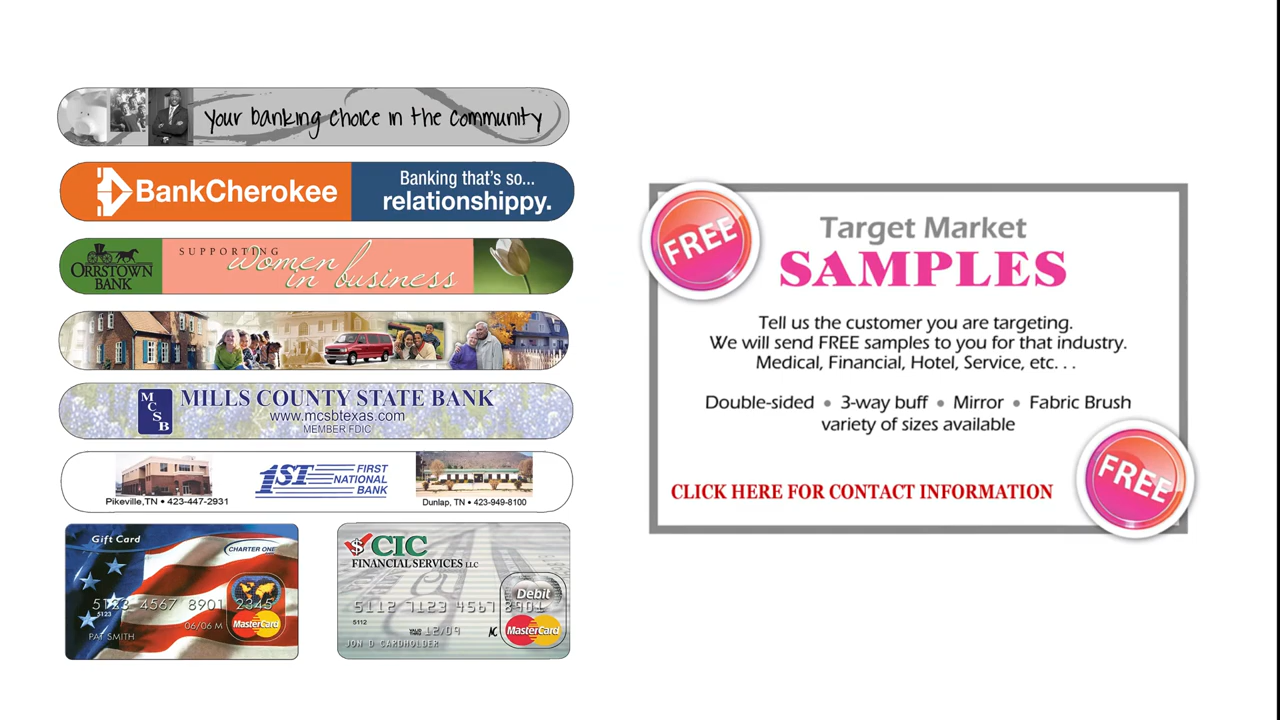 your banking choice in the community
BankCherokee
Banking that's so...
relationshippy.
ORRSTOWN
BANK
SUPPORTING
women
in business
M
C
S
B
MILLS COUNTY STATE BANK
www.mcsbtexas.com
MEMBER FDIC
1ST FIRST
NATIONAL
BANK
Pikeville,TN • 423-447-2931
Dunlap, TN • 423-949-8100
Gift Card
CHARTER ONE
5123 4567 8901 2345
5123
06/06 M
PAT SMITH
MasterCard
$ CIC
FINANCIAL SERVICES LLC
Debit
5112 7123 4567 8901
5112
VALID
THRU 12/09
MC
JON D CARDHOLDER
MasterCard
FREE
Target Market
SAMPLES
Tell us the customer you are targeting.
We will send FREE samples to you for that industry.
Medical, Financial, Hotel, Service, etc. . .
Double-sided • 3-way buff • Mirror • Fabric Brush
variety of sizes available
FREE
CLICK HERE FOR CONTACT INFORMATION